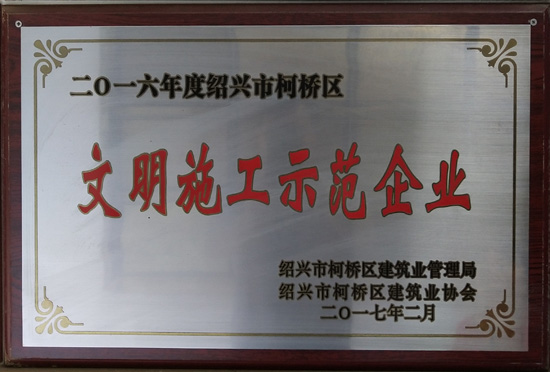 二〇一六年度绍兴市柯桥区
文明施工示范企业
绍兴市柯桥区建筑业管理局
绍兴市柯桥区建筑业协会
二〇一七年二月